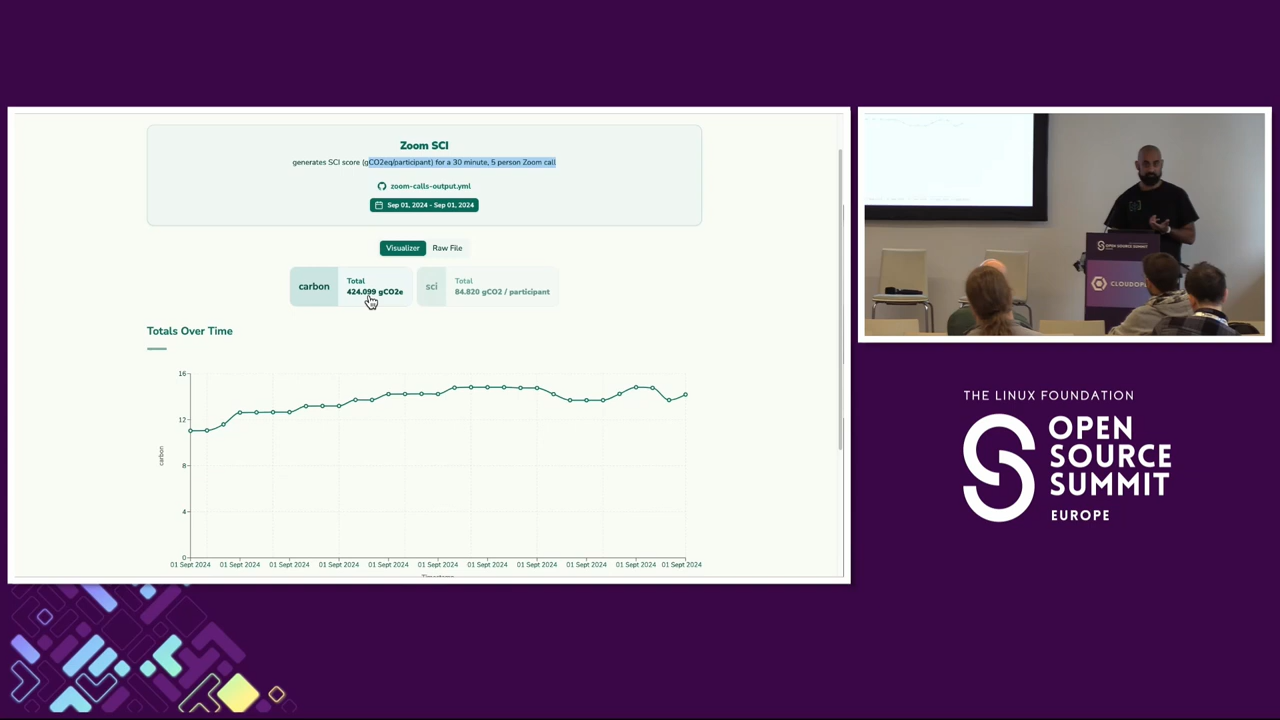 Zoom SCI
generates SCI score (gCO2eq/participant) for a 30 minute, 5 person Zoom call
zoom-calls-output.yml
Sep 01, 2024 - Sep 01, 2024
Visualizer
Raw File
carbon
Total
424.099 gCO2e
sci
Total
84.820 gCO2 / participant
Totals Over Time
16
12
8
4
0
carbon
01 Sept 2024
01 Sept 2024
01 Sept 2024
01 Sept 2024
01 Sept 2024
01 Sept 2024
01 Sept 2024
01 Sept 2024
01 Sept 2024
01 Sept 2024
01 Sept 2024
OPEN SOURCE SUMMIT
THE LINUX FOUNDATION
OPEN
SOURCE
SUMMIT
EUROPE